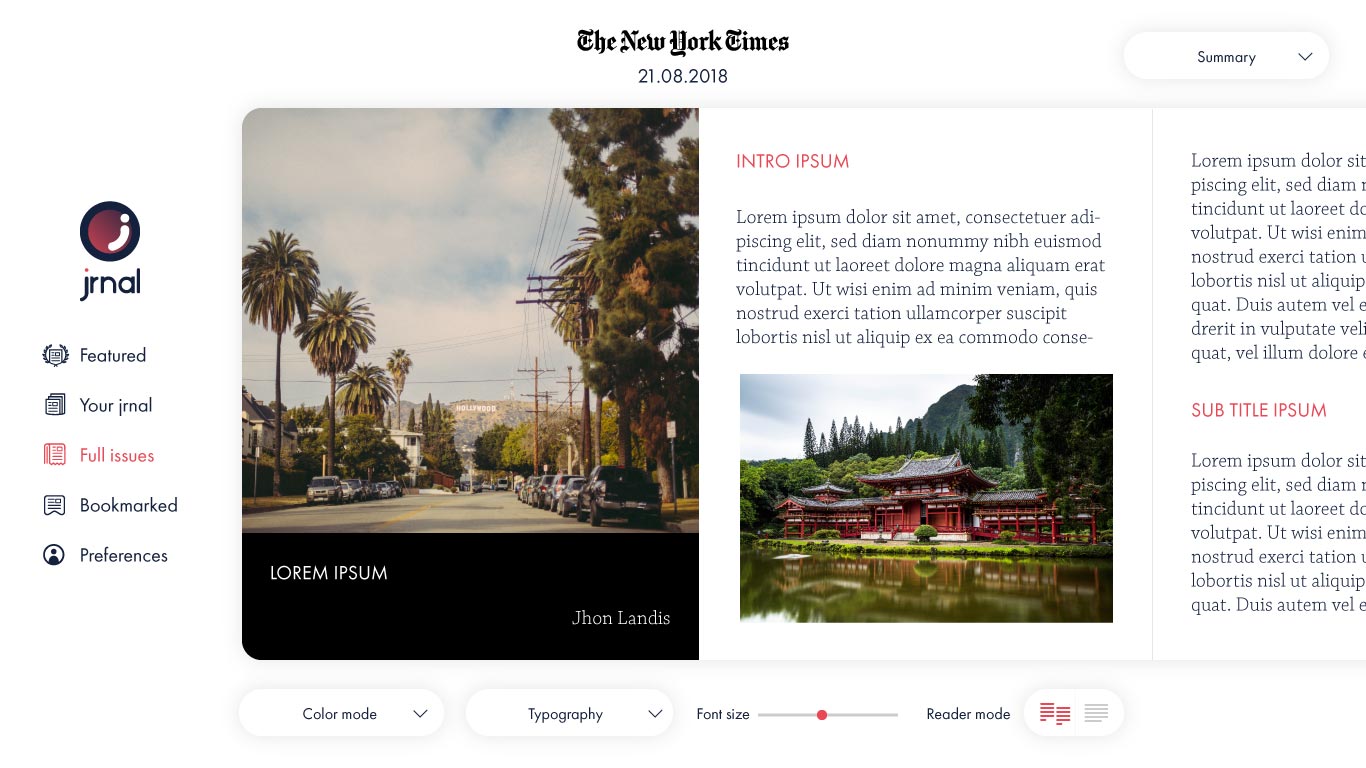 The New York Times
21.08.2018
Summary
jrnal
Featured
Your jrnal
Full issues
Bookmarked
Preferences
HOLLYWOOD
LOREM IPSUM
Jhon Landis
INTRO IPSUM
Lorem ipsum dolor sit amet, consectetuer adi-
piscing elit, sed diam nonummy nibh euismod
tincidunt ut laoreet dolore magna aliquam erat
volutpat. Ut wisi enim ad minim veniam, quis
nostrud exerci tation ullamcorper suscipit
lobortis nisl ut aliquip ex ea commodo conse-
Lorem ipsum dolor sit
piscing elit, sed diam
tincidunt ut laoreet
volutpat. Ut wisi enim
nostrud exerci tation
lobortis nisl ut aliquip
quat. Duis autem vel
drerit in vulputate veli
quat, vel illum dolore
SUB TITLE IPSUM
Lorem ipsum dolor sit
piscing elit, sed diam
tincidunt ut laoreet
volutpat. Ut wisi enim
nostrud exerci tation
lobortis nisl ut aliquip
quat. Duis autem vel
Color mode
Typography
Font size
Reader mode